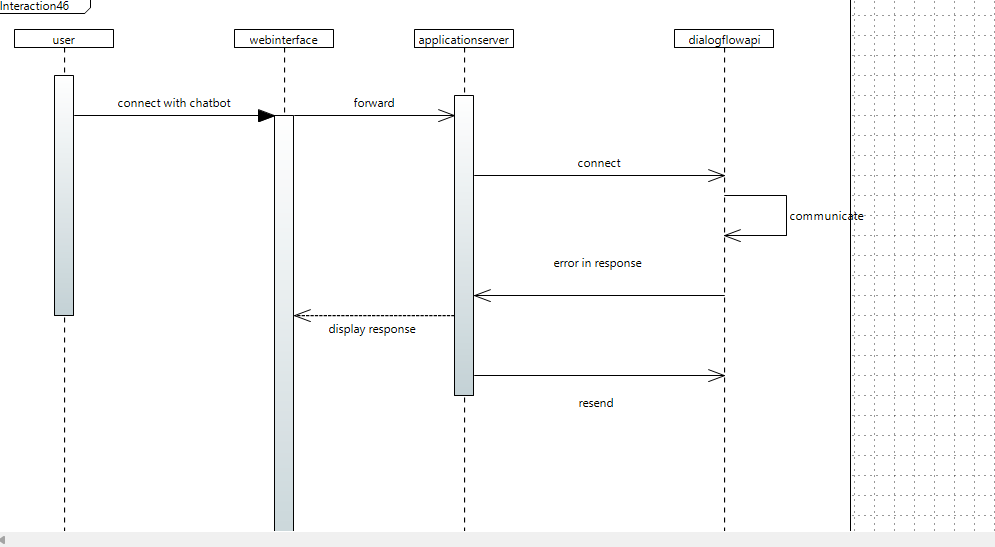 Interaction46
user
webinterface
applicationserver
dialogflowapi
connect with chatbot
forward
connect
communicate
error in response
display response
resend